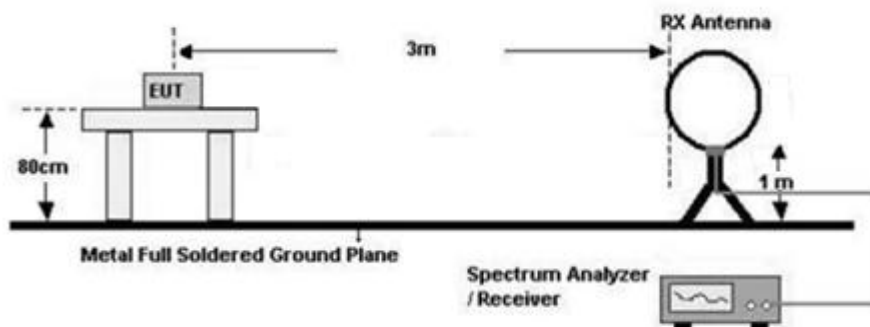 RX Antenna
3m
EUT
80cm
1 m
Metal Full Soldered Ground Plane
Spectrum Analyzer
/ Receiver